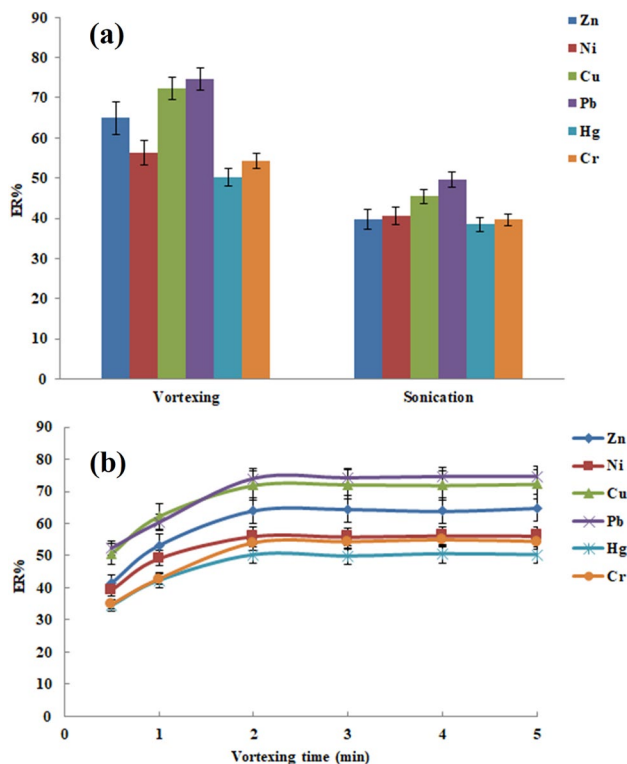 (a)
ER%
90
80
70
60
50
40
30
20
10
0
Vortexing
Sonication
Zn
Ni
Cu
Pb
Hg
Cr
(b)
ER%
90
80
70
60
50
40
30
20
10
0
0 1 2 3 4 5
Vortexing time (min)
Zn
Ni
Cu
Pb
Hg
Cr